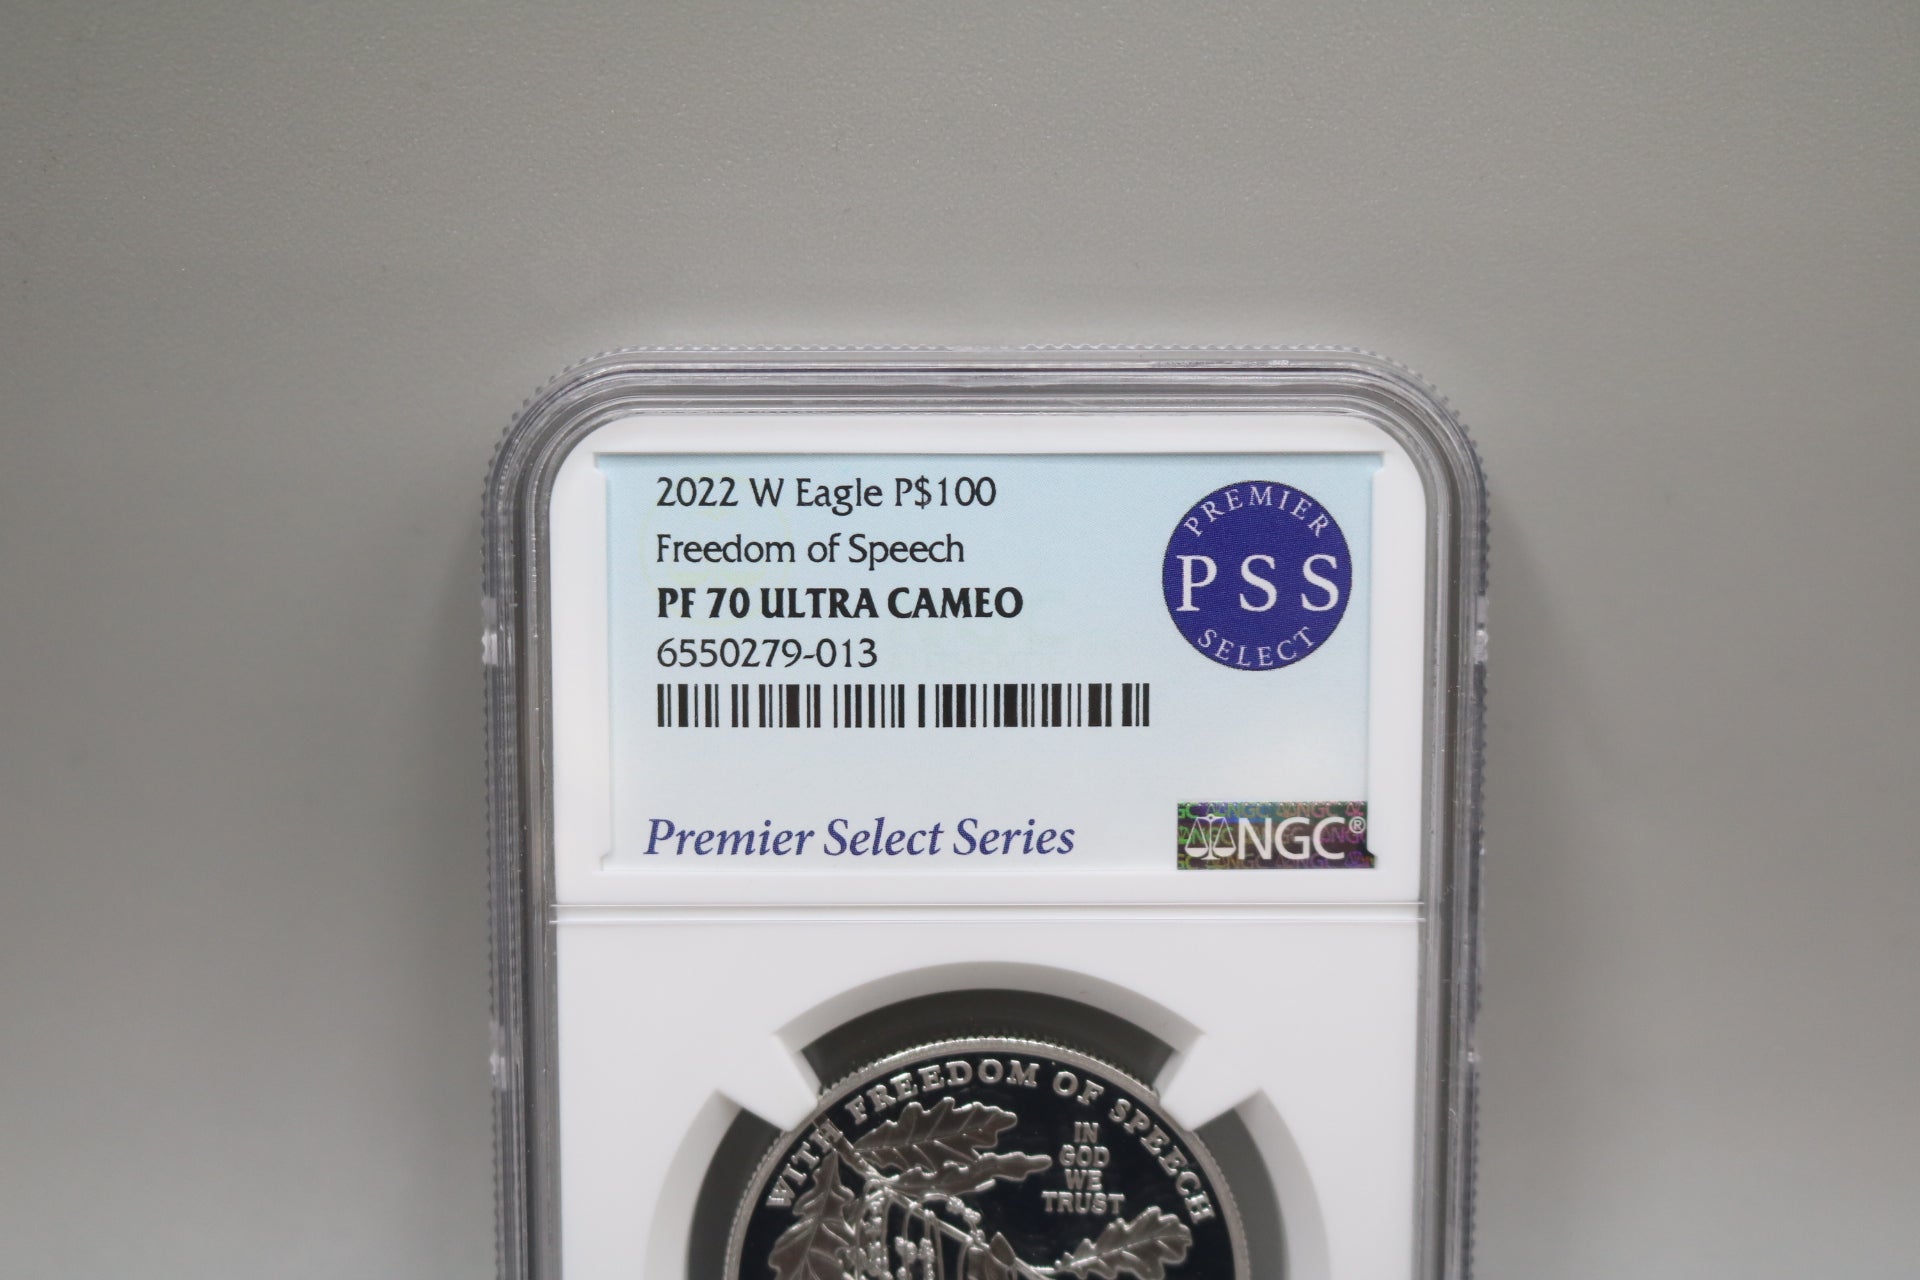 2022 W Eagle P$100
Freedom of Speech
PF 70 ULTRA CAMEO
6550279-013
PREMIER
PSS
SELECT
Premier Select Series
NGC®
WITH FREEDOM OF SPEECH
IN
GOD
WE
TRUST